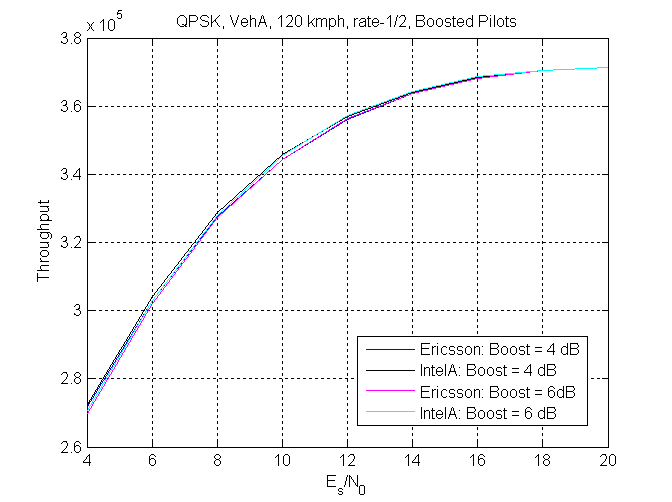 QPSK, VehA, 120 kmph, rate-1/2, Boosted Pilots
x 10^5
3.8
3.6
3.4
3.2
3
2.8
2.6
Throughput
4 6 8 10 12 14 16 18 20
E_s/N_0
Ericsson: Boost = 4 dB
IntelA: Boost = 4 dB
Ericsson: Boost = 6dB
IntelA: Boost = 6 dB